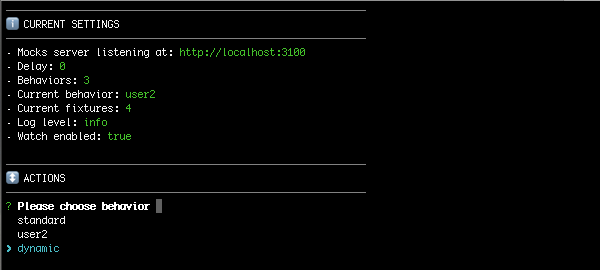 CURRENT SETTINGS
- Mocks server listening at: http://localhost:3100
- Delay: 0
- Behaviors: 3
- Current behavior: user2
- Current fixtures: 4
- Log level: info
- Watch enabled: true
ACTIONS
? Please choose behavior
standard
user2
❯ dynamic